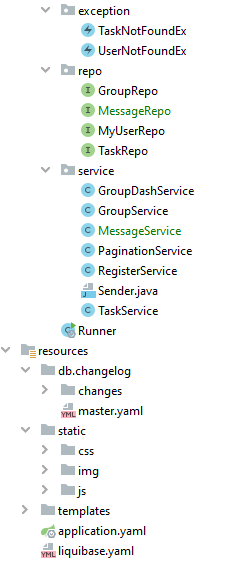 exception
TaskNotFoundEx
UserNotFoundEx
repo
GroupRepo
MessageRepo
MyUserRepo
TaskRepo
service
GroupDashService
GroupService
MessageService
PaginationService
RegisterService
Sender.java
TaskService
Runner
resources
db.changelog
changes
master.yaml
static
css
img
js
templates
application.yaml
liquibase.yaml